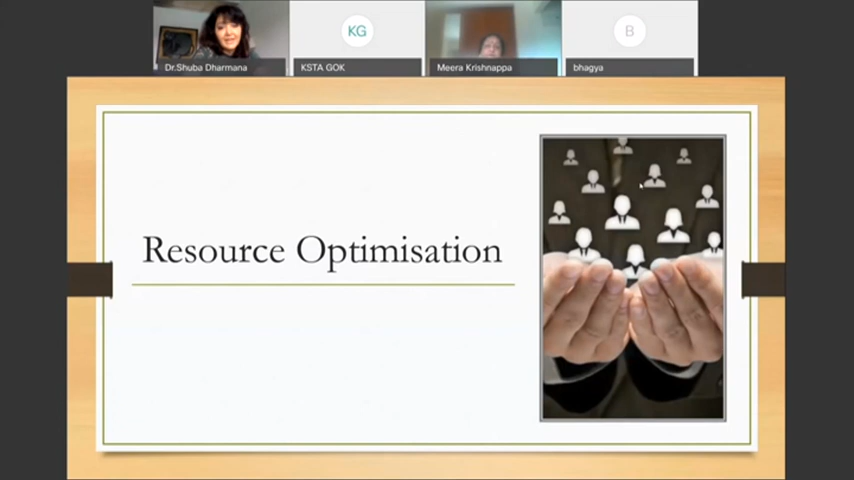 KG
B
Dr.Shuba Dharmana
KSTA GOK
Meera Krishnappa
bhagya
Resource Optimisation